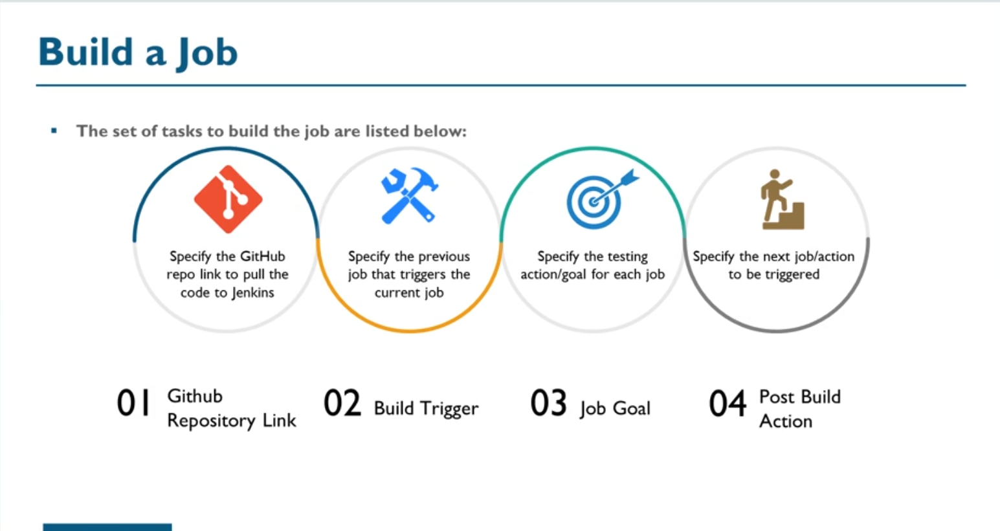 Build a Job
The set of tasks to build the job are listed below:
Specify the GitHub
repo link to pull the
code to Jenkins
Specify the previous
job that triggers the
current job
Specify the testing
action/goal for each job
Specify the next job/action
to be triggered
01 Github
Repository Link
02 Build Trigger
03 Job Goal
04 Post Build
Action